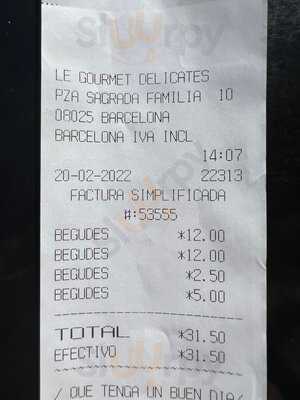 LE GOURMET DELICATES
PZA SAGRADA FAMILIA 10
08025 BARCELONA
BARCELONA IVA INCL
14:07
20-02-2022 22313
FACTURA SIMPLIFICADA
#:53555
BEGUDES *12.00
BEGUDES *12.00
BEGUDES *2.50
BEGUDES *5.00
TOTAL *31.50
EFECTIVO *31.50
/ QUE TENGA UN BUEN DIA/